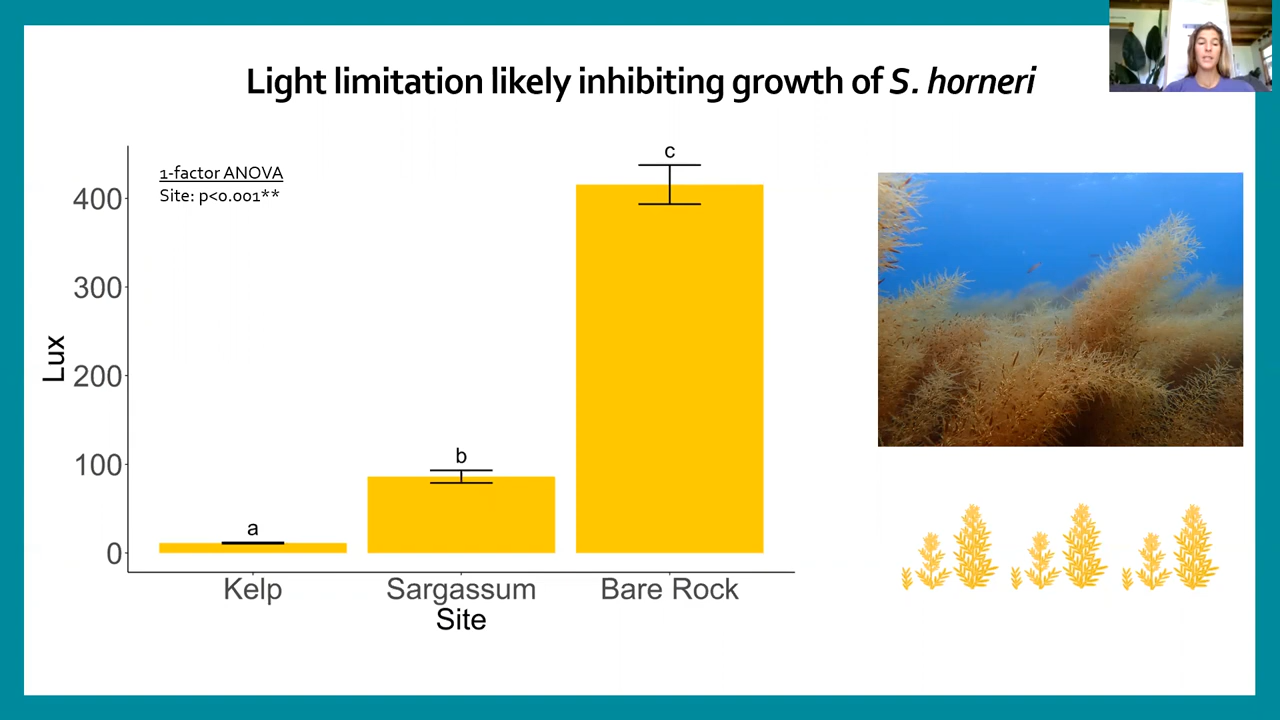 Light limitation likely inhibiting growth of S. horneri
1-factor ANOVA
Site: p<0.001**
Lux
400
300
200
100
0
a
b
c
Kelp
Sargassum
Bare Rock
Site